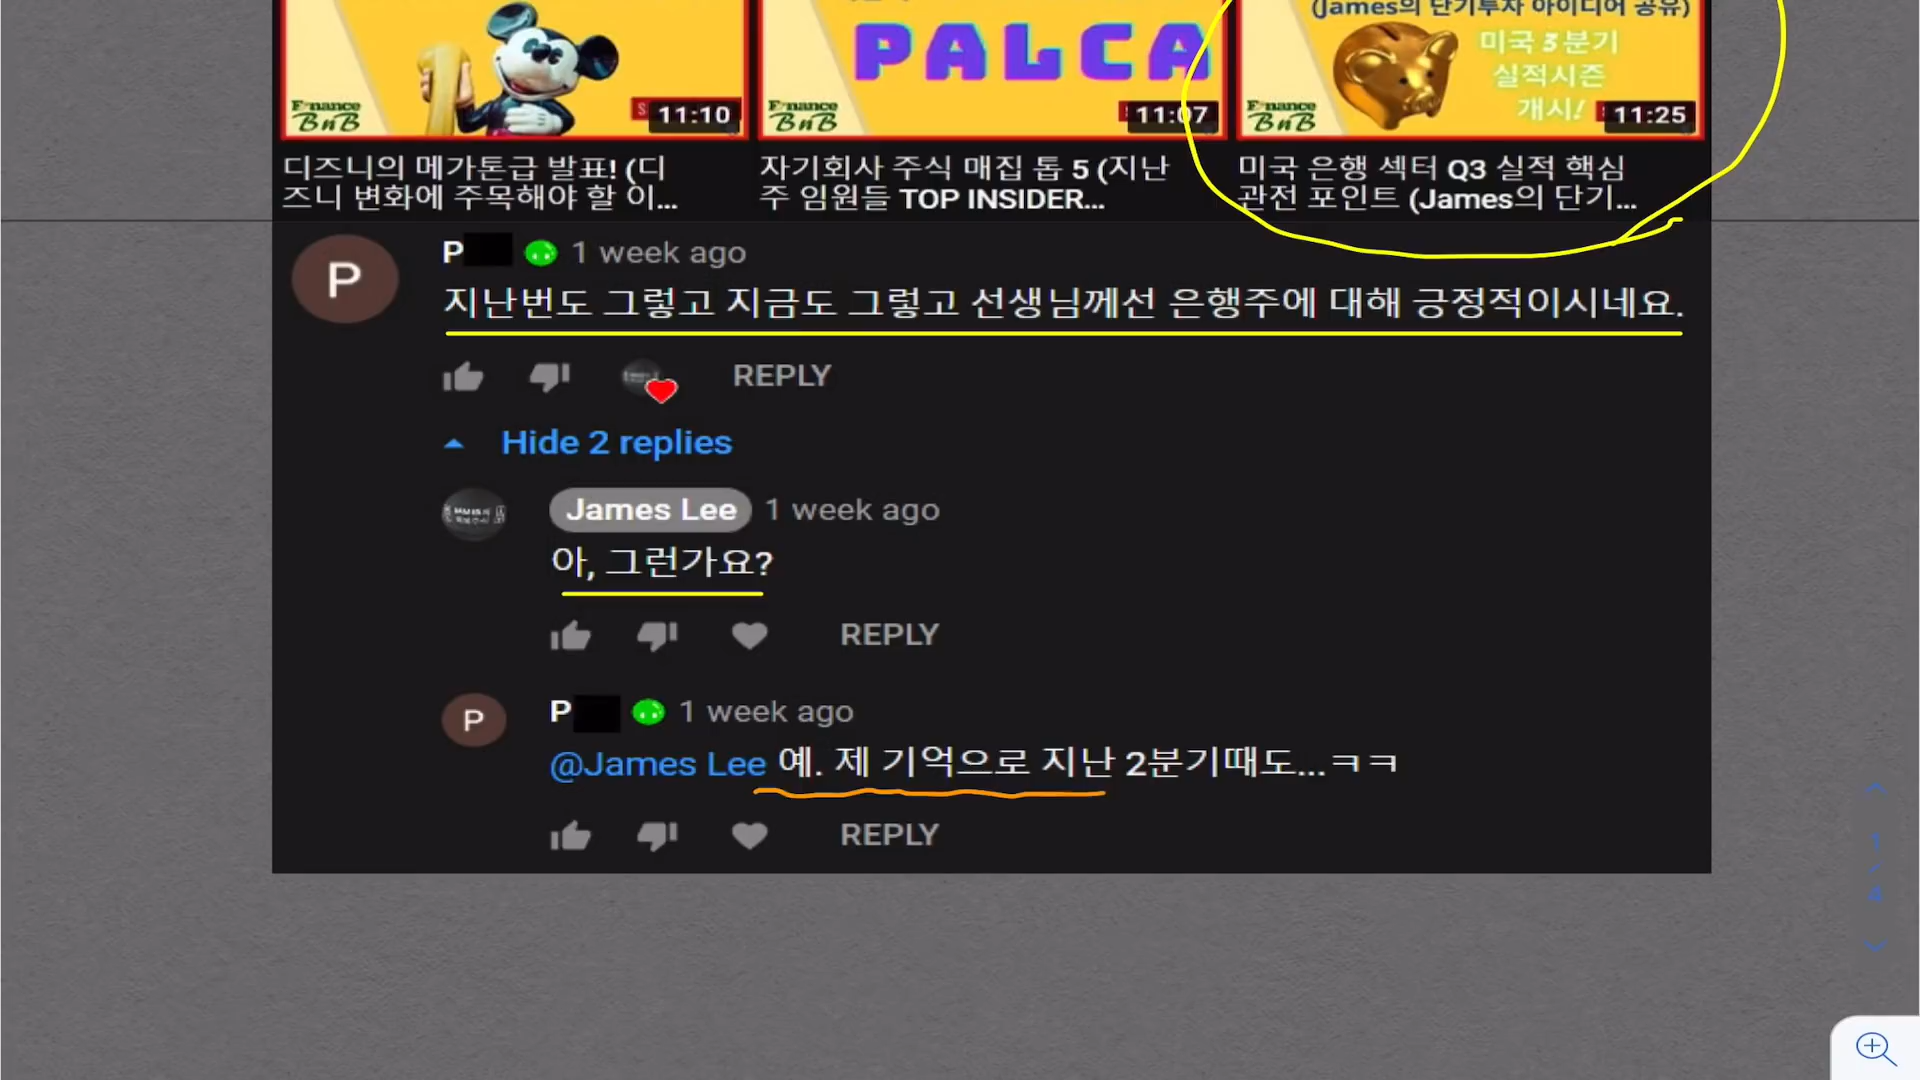 (James의 단기투자 아이디어 공유)
PALCA
미국 3분기
실적시즌
개시!
Finance
BnB
11:10
Finance
BnB
11:07
Finance
BnB
11:25
디즈니의 메가톤급 발표! (디
즈니 변화에 주목해야 할 이...
자기회사 주식 매집 톱 5 (지난
주 임원들 TOP INSIDER...
미국 은행 섹터 Q3 실적 핵심
관전 포인트 (James의 단기...
P
P 1 week ago
지난번도 그렇고 지금도 그렇고 선생님께선 은행주에 대해 긍정적이시네요.
REPLY
Hide 2 replies
James Lee 1 week ago
아, 그런가요?
REPLY
P
P 1 week ago
@James Lee 예. 제 기억으로 지난 2분기때도...ㅋㅋ
REPLY